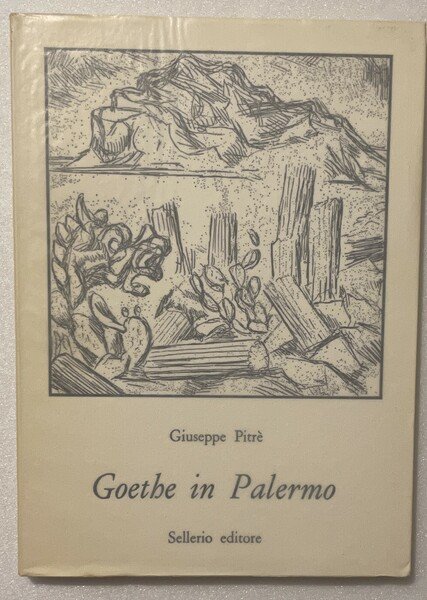 Giuseppe Pitrè
Goethe in Palermo
Sellerio editore